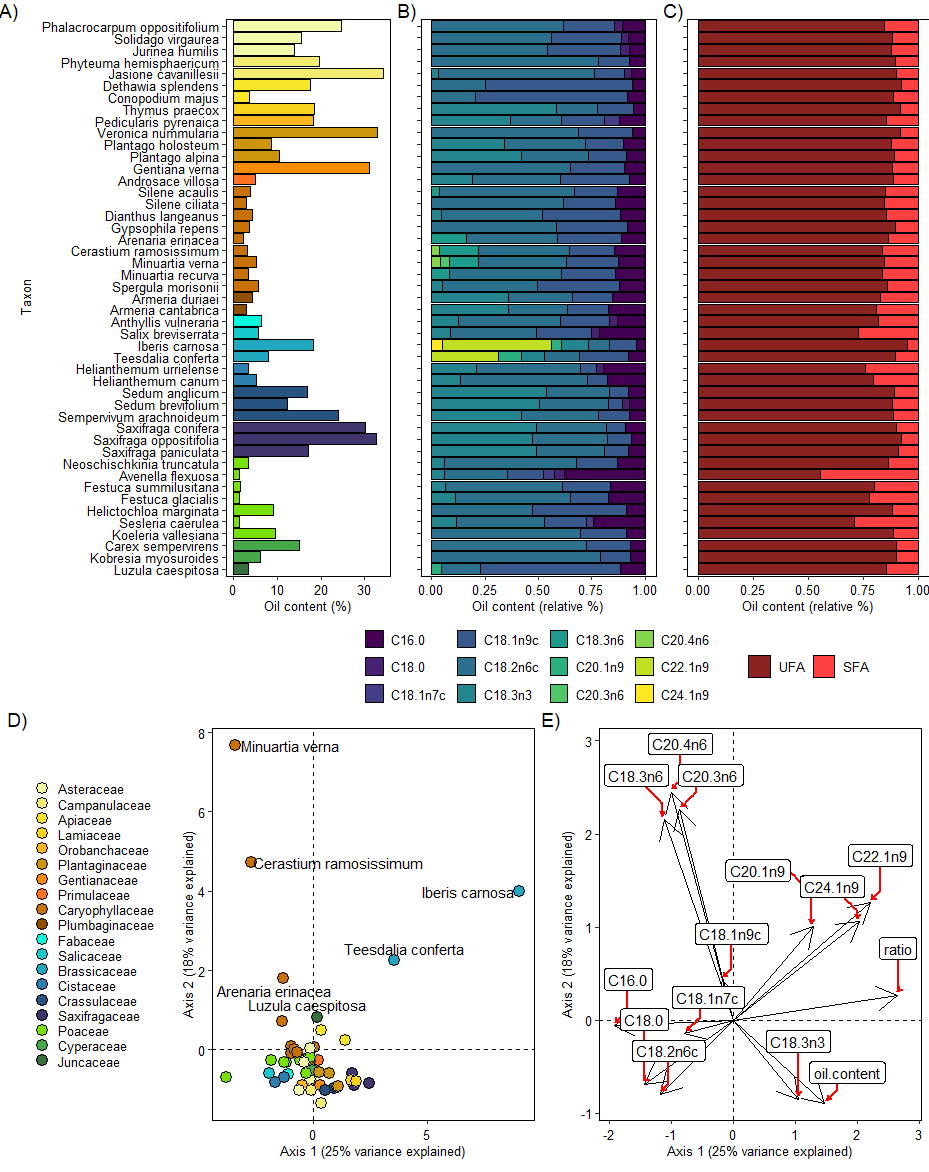 A)
B)
C)
Taxon
Phalacrocarpum oppositifolium
Solidago virgaurea
Jurinea humilis
Phyteuma hemisphaericum
Jasione cavanillesii
Dethawia splendens
Conopodium majus
Thymus praecox
Pedicularis pyrenaica
Veronica nummularia
Plantago holosteum
Plantago alpina
Gentiana verna
Androsace villosa
Silene acaulis
Silene ciliata
Dianthus langeanus
Gypsophila repens
Arenaria erinacea
Cerastium ramosissimum
Minuartia verna
Minuartia recurva
Spergula morisonii
Armeria duriaei
Armeria cantabrica
Anthyllis vulneraria
Salix breviserrata
Iberis carnosa
Teesdalia conferta
Helianthemum urrielense
Helianthemum canum
Sedum anglicum
Sedum brevifolium
Sempervivum arachnoideum
Saxifraga conifera
Saxifraga oppositifolia
Saxifraga paniculata
Neoschischkinia truncatula
Avenella flexuosa
Festuca summilusitana
Festuca glacialis
Helictochloa marginata
Sesleria caerulea
Koeleria vallesiana
Carex sempervirens
Kobresia myosuroides
Luzula caespitosa
0 10 20 30
Oil content (%)
0.00 0.25 0.50 0.75 1.00
Oil content (relative %)
0.00 0.25 0.50 0.75 1.00
Oil content (relative %)
C16.0 C18.1n9c C18.3n6 C20.4n6
C18.0 C18.2n6c C20.1n9 C22.1n9
C18.1n7c C18.3n3 C20.3n6 C24.1n9
UFA SFA
D)
Asteraceae
Campanulaceae
Apiaceae
Lamiaceae
Orobanchaceae
Plantaginaceae
Gentianaceae
Primulaceae
Caryophyllaceae
Plumbaginaceae
Fabaceae
Salicaceae
Brassicaceae
Cistaceae
Crassulaceae
Saxifragaceae
Poaceae
Cyperaceae
Juncaceae
Axis 2 (18% variance explained)
8
6
4
2
0
Minuartia verna
Cerastium ramosissimum
Iberis carnosa
Teesdalia conferta
Arenaria erinacea
Luzula caespitosa
0 5
Axis 1 (25% variance explained)
E)
Axis 2 (18% variance explained)
3
2
1
0
-1
C20.4n6
C18.3n6
C20.3n6
C22.1n9
C20.1n9
C24.1n9
C18.1n9c
ratio
C16.0
C18.1n7c
C18.0
C18.3n3
C18.2n6c
oil.content
-2 -1 0 1 2 3
Axis 1 (25% variance explained)